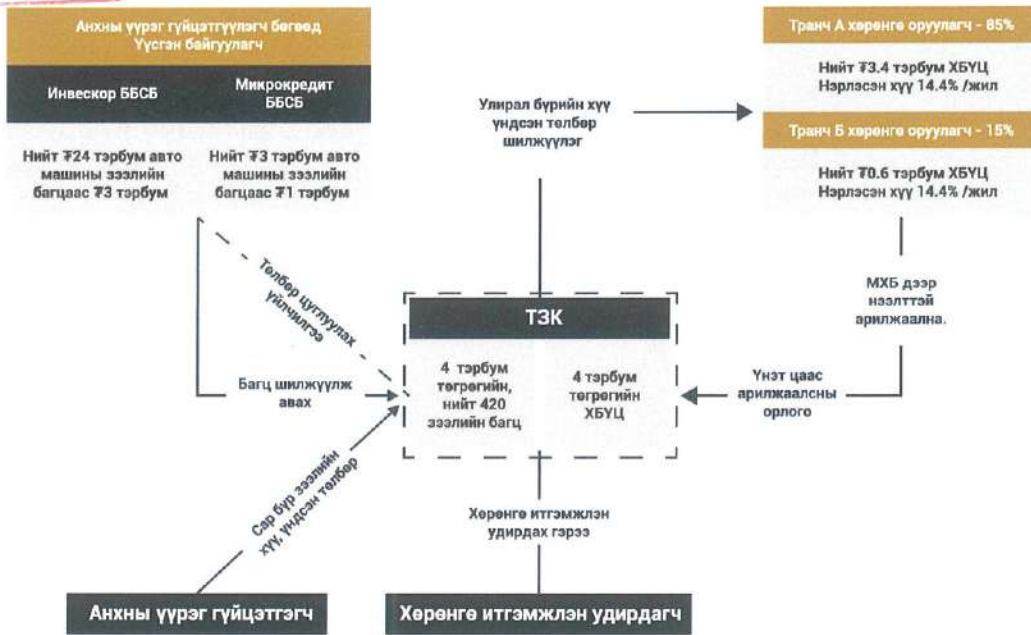 Анхны үүрэг гүйцэтгүүлэгч бөгөөд
Үүсгэн байгуулагч
Инвескор ББСБ
Микрокредит
ББСБ
Нийт ₮24 тэрбум авто
машины зээлийн
багцаас ₮3 тэрбум
Нийт ₮3 тэрбум авто
машины зээлийн
багцаас ₮1 тэрбум
Улирал бүрийн хүү
үндсэн төлбөр
шилжүүлэг
Транч А хөрөнгө оруулагч - 85%
Нийт ₮3.4 тэрбум ХБҮЦ
Нэрлэсэн хүү 14.4% /жил
Транч Б хөрөнгө оруулагч - 15%
Нийт ₮0.6 тэрбум ХБҮЦ
Нэрлэсэн хүү 14.4% /жил
Төлбөр цуглуулах
үйлчилгээ
МХБ дээр
нээлттэй
арилжаална.
ТЗК
4 тэрбум
төгрөгийн,
нийт 420
зээлийн багц
4 тэрбум
төгрөгийн
ХБҮЦ
Багц шилжүүлж
авах
Үнэт цаас
арилжаалсны
орлого
Сар бүр зээлийн
хүү, үндсэн төлбөр
Хөрөнгө итгэмжлэн
удирдах гэрээ
Анхны үүрэг гүйцэтгэгч
Хөрөнгө итгэмжлэн удирдагч